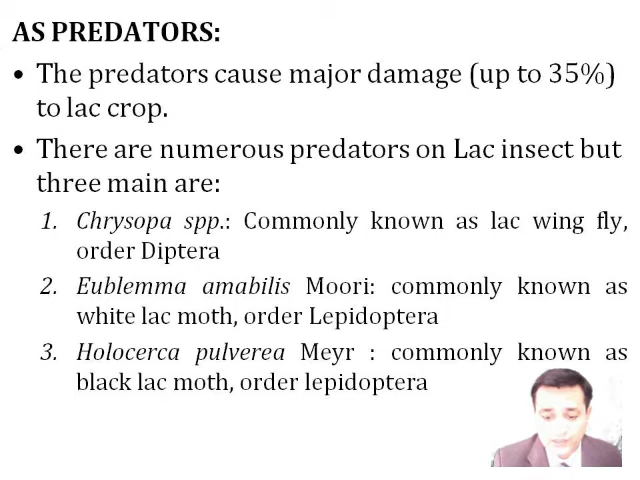 AS PREDATORS:
• The predators cause major damage (up to 35%)
to lac crop.
• There are numerous predators on Lac insect but
three main are:
1. Chrysopa spp.: Commonly known as lac wing fly,
order Diptera
2. Eublemma amabilis Moori: commonly known as
white lac moth, order Lepidoptera
3. Holocerca pulverea Meyr : commonly known as
black lac moth, order lepidoptera